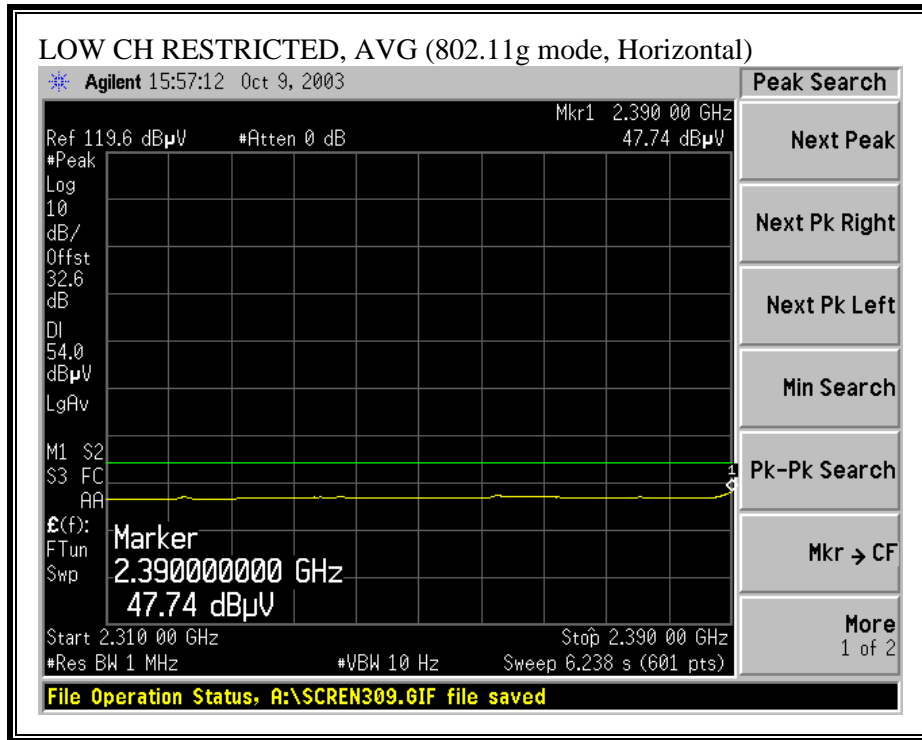 LOW CH RESTRICTED, AVG (802.11g mode, Horizontal)
Agilent 15:57:12 Oct 9, 2003
Peak Search
Mkr1 2.390 00 GHz
Ref 119.6 dBµV #Atten 0 dB 47.74 dBµV
#Peak
Log
10
dB/
Offst
32.6
dB
DI
54.0
dBµV
LgAv
M1 S2
S3 FC
AA
£(f):
FTun
Swp
1
Marker
2.390000000 GHz
47.74 dBµV
Start 2.310 00 GHz Stop 2.390 00 GHz
#Res BW 1 MHz #VBW 10 Hz Sweep 6.238 s (601 pts)
File Operation Status, A:\SCREN309.GIF file saved
Next Peak
Next Pk Right
Next Pk Left
Min Search
Pk-Pk Search
Mkr → CF
More
1 of 2